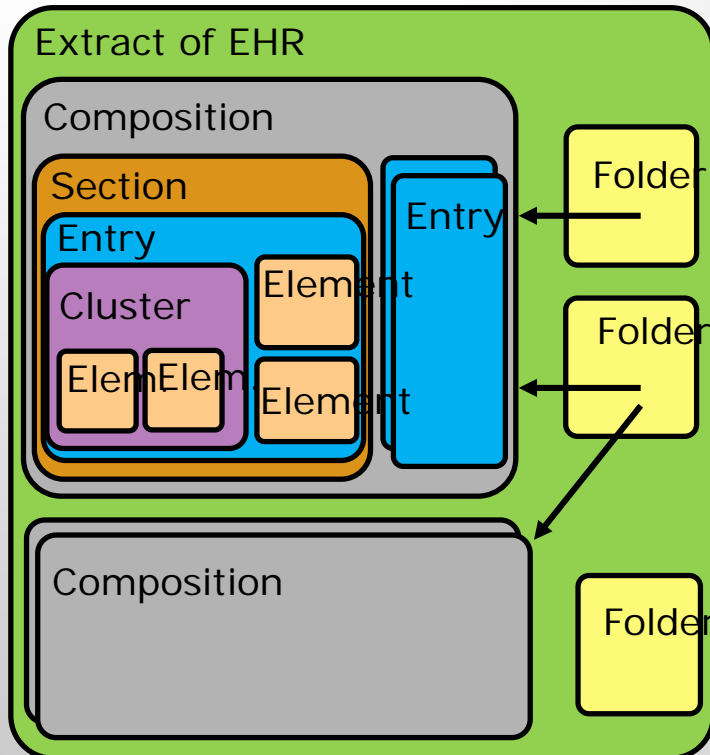 Extract of EHR
Composition
Section
Entry
Cluster
Elem.
Elem.
Element
Element
Entry
Folder
Folder
Composition
Folder